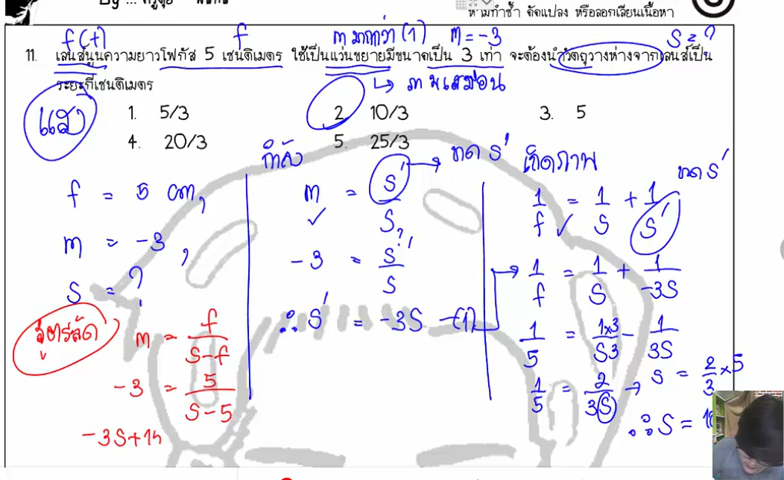 By ...
ห้ามทำซ้ำ ดัดแปลง หรือลอกเรียนเนื้อหา
f(+) f m มากกว่า (1) m = -3 S = ?
11. เลนส์นูนความยาวโฟกัส 5 เซนติเมตร ใช้เป็นแว่นขยายมีขนาดเป็น 3 เท่า จะต้องนำวัตถุวางห่างจากเลนส์เป็น
ระยะกี่เซนติเมตร
ภาพเสมือน
แสง
1. 5/3 2. 10/3 3. 5
4. 20/3 5. 25/3
f = 5 cm,
m = -3,
S = ?
สูตรลัด
m = f/(S-f)
-3 = 5/(S-5)
-3S+15
กำลัง
m = S'/S → หา S'
?
-3 = S'/S
∴ S' = -3S -(1)
เกิดภาพ
หา S'
1/f = 1/S + 1/S'
1/f = 1/S + 1/-3S
1/5 = 1×3/S3 - 1/3S
1/5 = 2/3S → S = 2/3 × 5
∴ S =